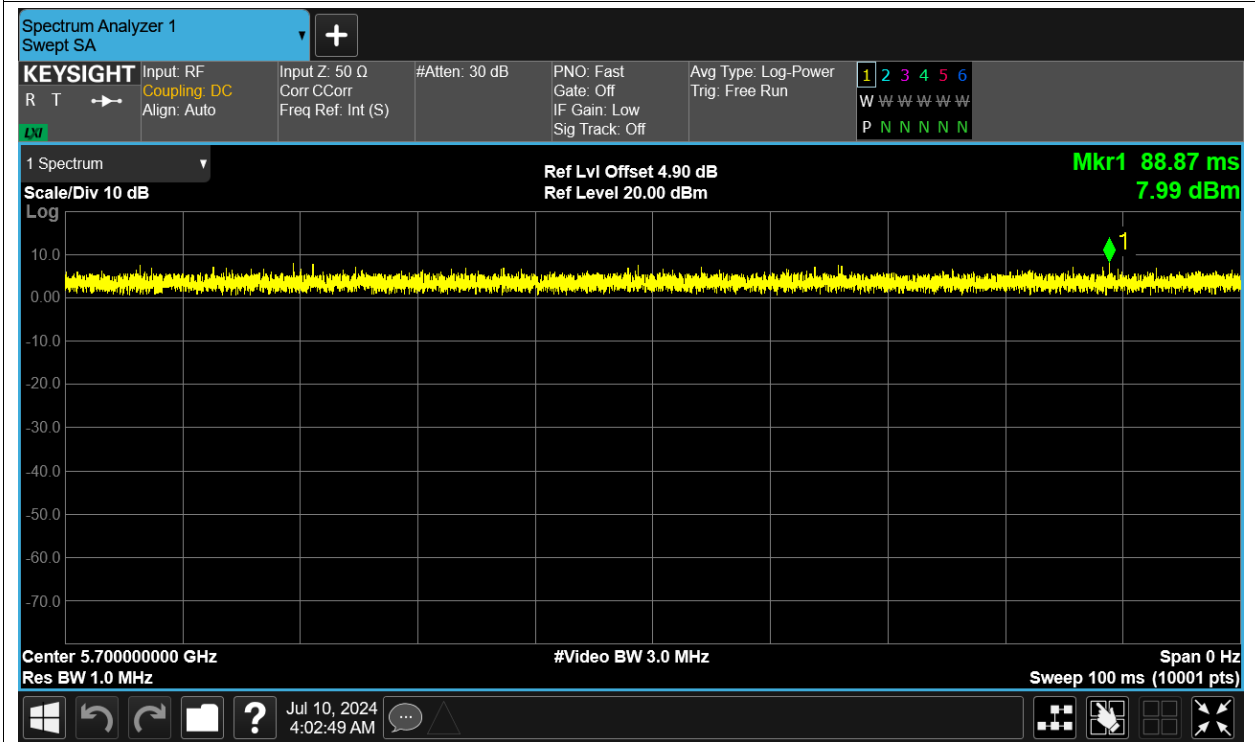 Spectrum Analyzer 1
Swept SA
+
KEYSIGHT
R T
LXI
Input: RF
Coupling: DC
Align: Auto
Input Z: 50 Ω
Corr CCorr
Freq Ref: Int (S)
#Atten: 30 dB
PNO: Fast
Gate: Off
IF Gain: Low
Sig Track: Off
Avg Type: Log-Power
Trig: Free Run
1 2 3 4 5 6
W W W W W W
P N N N N N
1 Spectrum
Scale/Div 10 dB
Ref Lvl Offset 4.90 dB
Ref Level 20.00 dBm
Mkr1 88.87 ms
7.99 dBm
Log
1
10.0
0.00
-10.0
-20.0
-30.0
-40.0
-50.0
-60.0
-70.0
Center 5.700000000 GHz
Res BW 1.0 MHz
#Video BW 3.0 MHz
Span 0 Hz
Sweep 100 ms (10001 pts)
?
Jul 10, 2024
4:02:49 AM